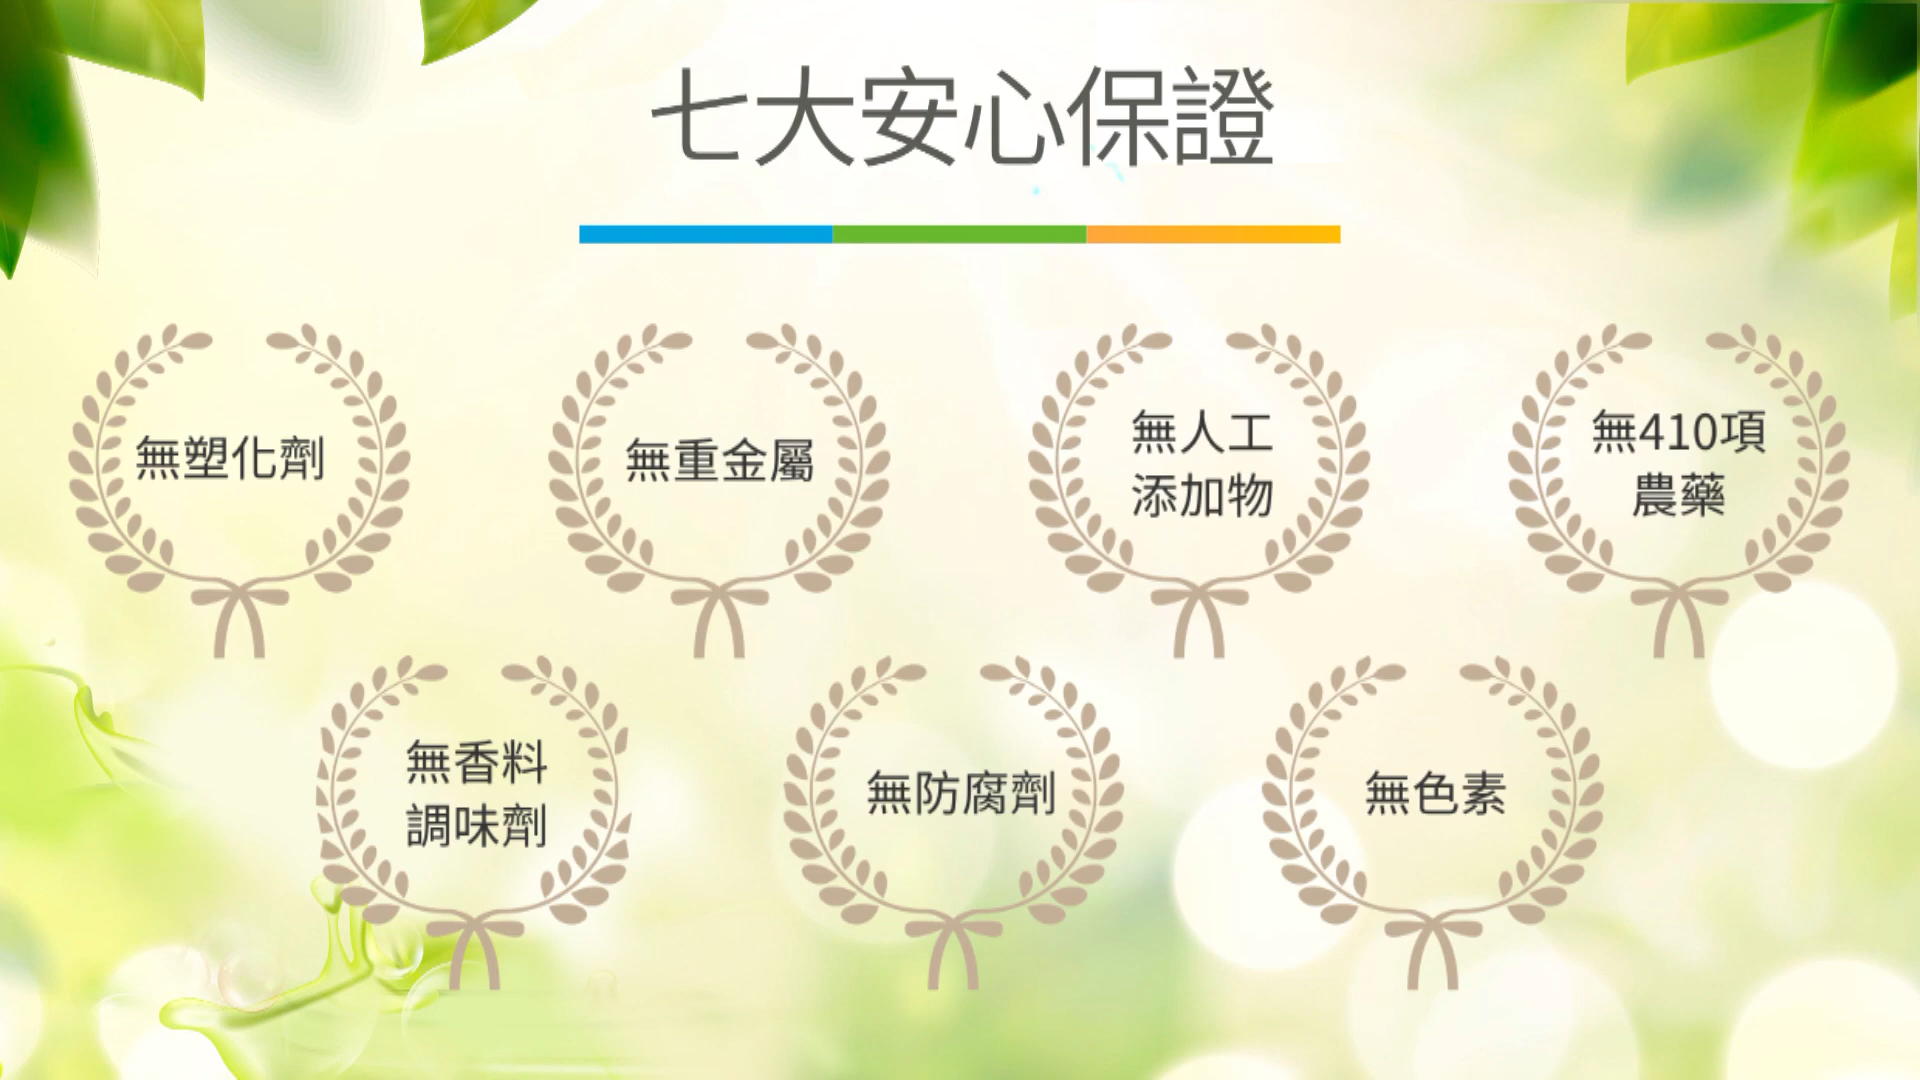 七大安心保證
無塑化劑
無重金屬
無人工
添加物
無410項
農藥
無香料
調味劑
無防腐劑
無色素